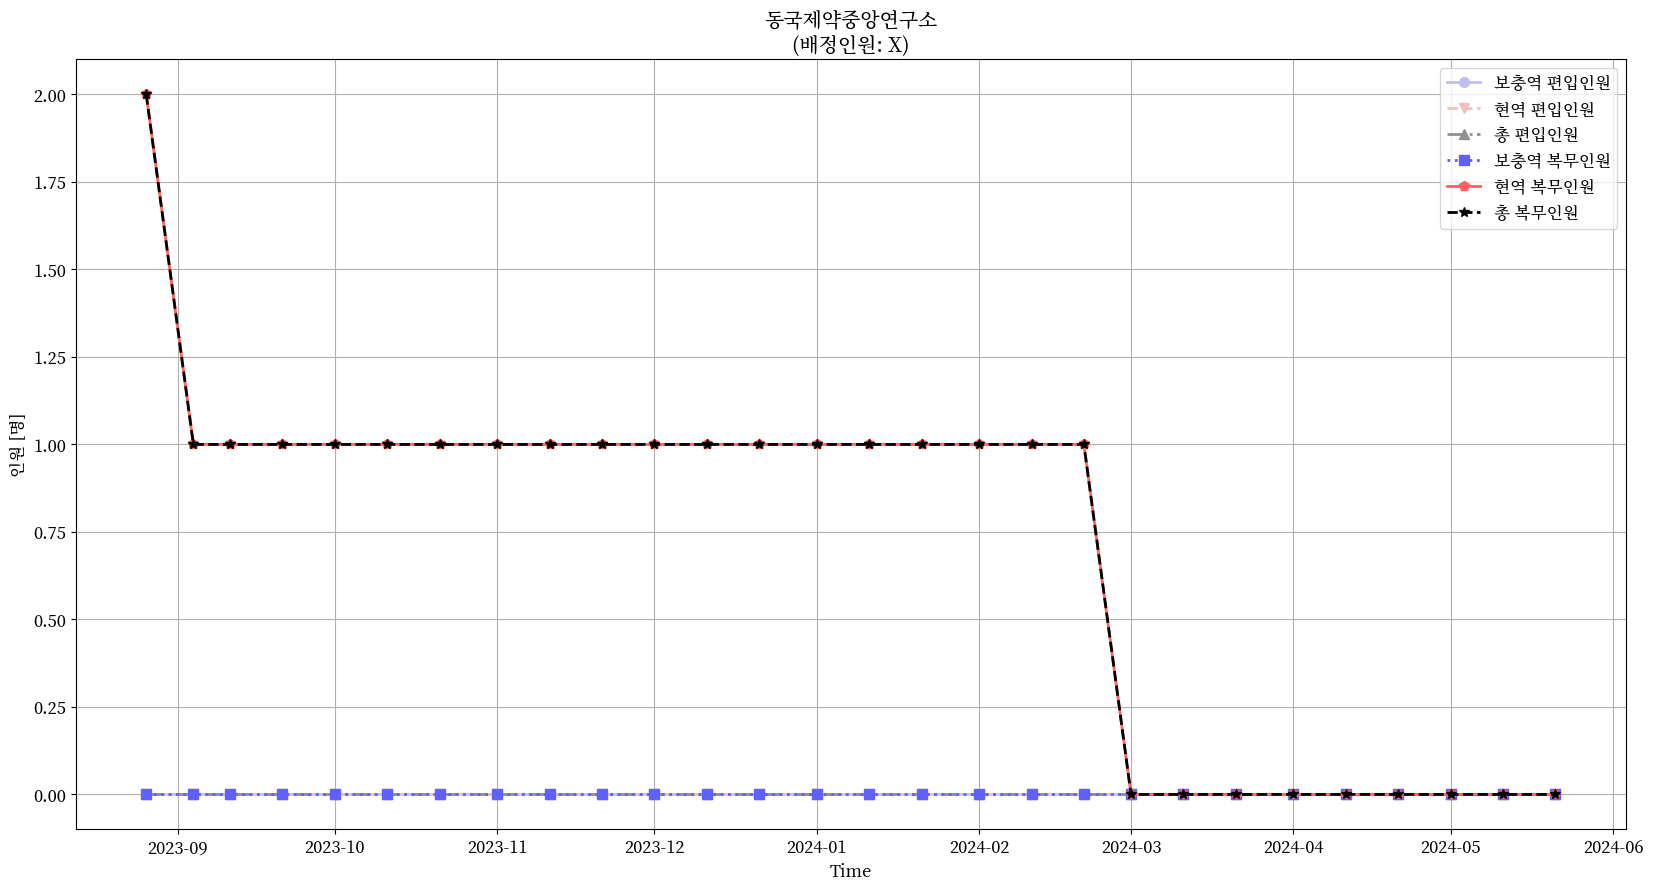 동국제약중앙연구소
(배정인원: X)
보충역 편입인원
현역 편입인원
총 편입인원
보충역 복무인원
현역 복무인원
총 복무인원
인원 [명]
2.00
1.75
1.50
1.25
1.00
0.75
0.50
0.25
0.00
2023-09 2023-10 2023-11 2023-12 2024-01 2024-02 2024-03 2024-04 2024-05 2024-06
Time